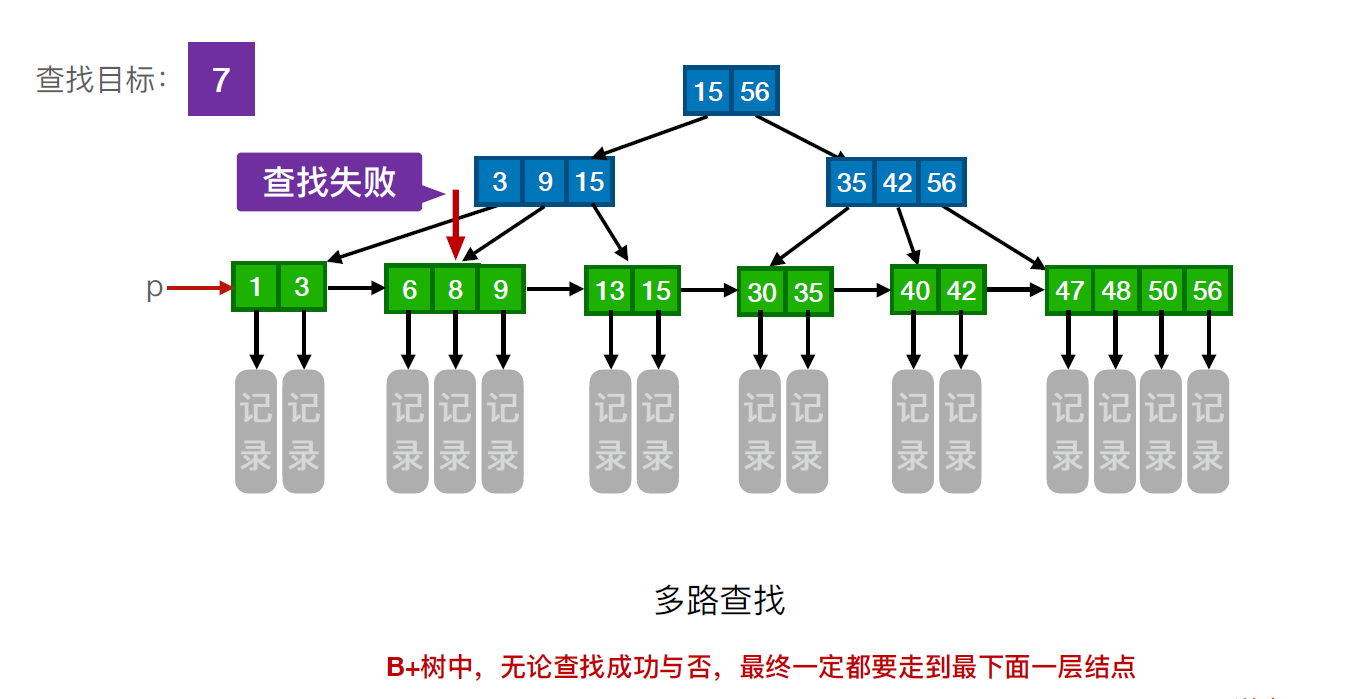 查找目标：
7
15 56
查找失败
3 9 15
35 42 56
p
1 3
6 8 9
13 15
30 35
40 42
47 48 50 56
记录 记录 记录 记录 记录 记录 记录 记录 记录 记录 记录 记录 记录 记录 记录
多路查找
B+树中，无论查找成功与否，最终一定都要走到最下面一层结点